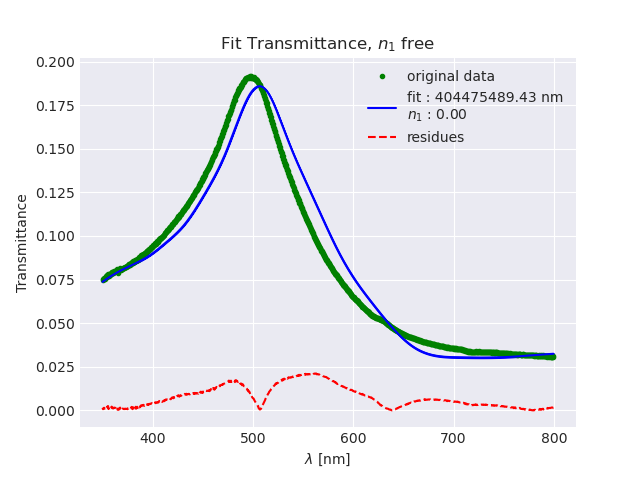 Fit Transmittance, n₁ free
0.200
0.175
0.150
0.125
0.100
0.075
0.050
0.025
0.000
Transmittance
original data
fit : 404475489.43 nm
n₁ : 0.00
residues
400
500
600
700
800
λ [nm]